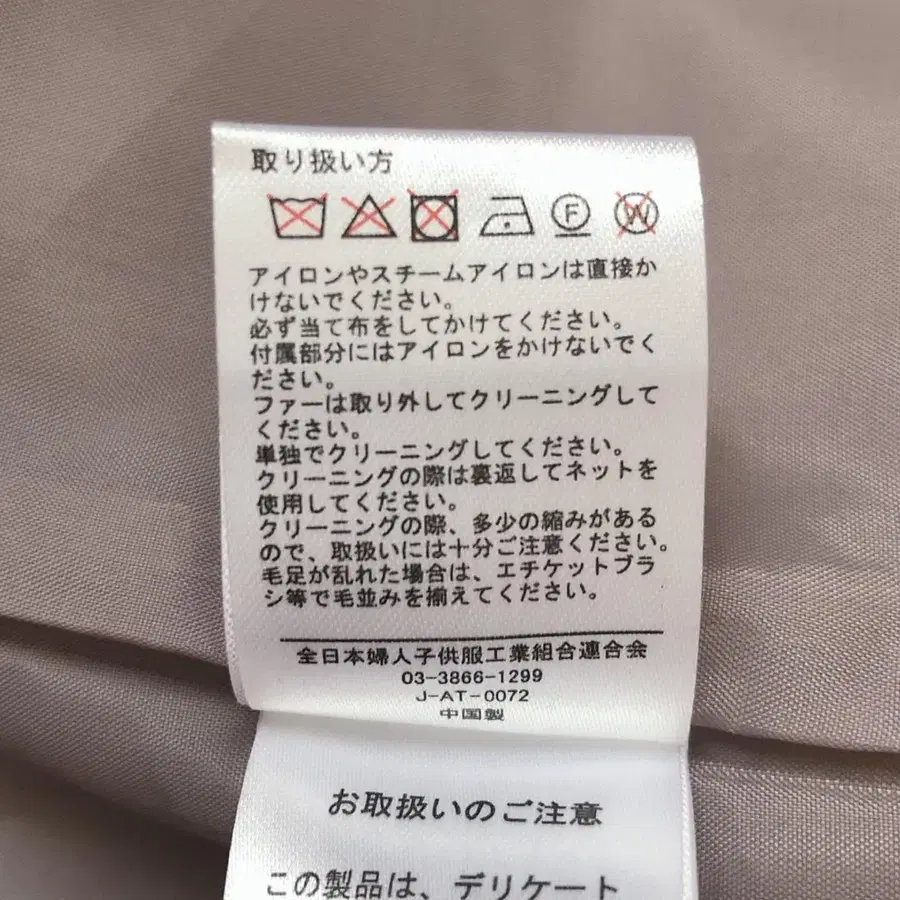 取り扱い方
F W
アイロンやスチームアイロンは直接か
けないでください。
必ず当て布をしてかけてください。
付属部分にはアイロンをかけないでく
ださい。
ファーは取り外してクリーニングして
ください。
単独でクリーニングしてください。
クリーニングの際は裏返してネットを
使用してください。
クリーニングの際、多少の縮みがある
ので、取扱いには十分ご注意ください。
毛足が乱れた場合は、エチケットブラ
シ等で毛並みを揃えてください。
全日本婦人子供服工業組合連合会
03-3866-1299
J-AT-0072
中国製
お取扱いのご注意
この製品は、デリケート